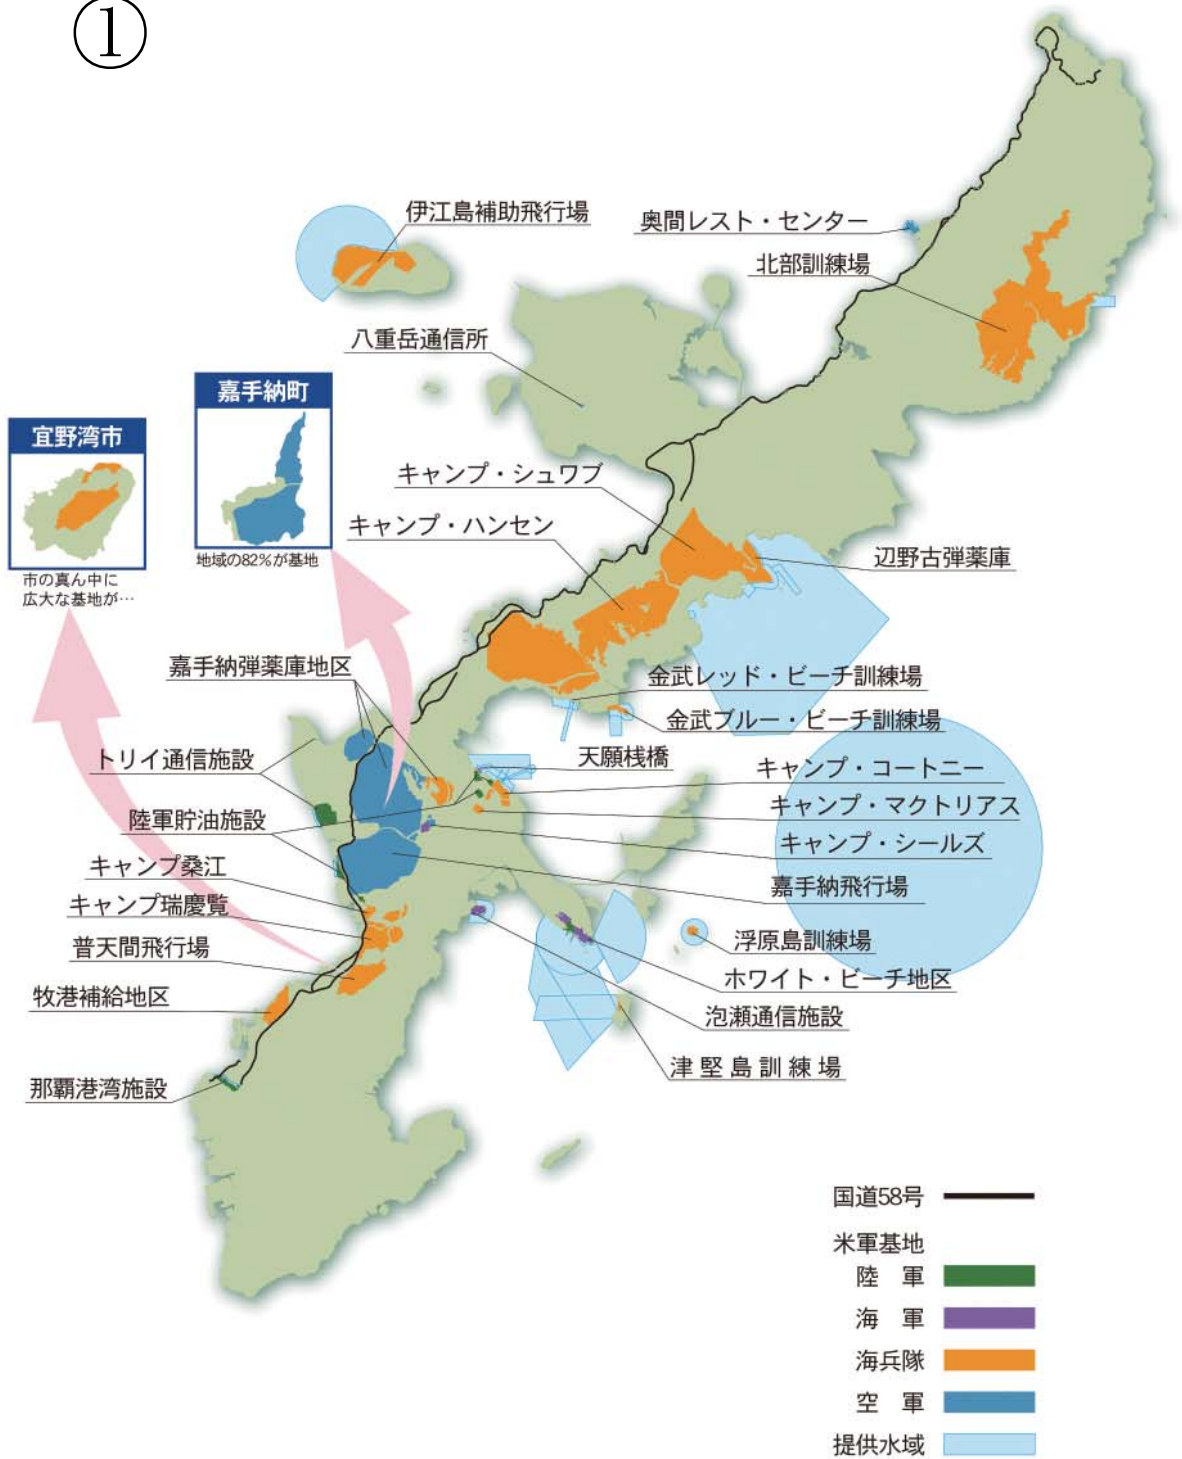 ①
伊江島補助飛行場
奥間レスト・センター
北部訓練場
八重岳通信所
嘉手納町
地域の82%が基地
宜野湾市
市の真ん中に
広大な基地が…
キャンプ・シュワブ
キャンプ・ハンセン
辺野古弾薬庫
嘉手納弾薬庫地区
金武レッド・ビーチ訓練場
金武ブルー・ビーチ訓練場
トリイ通信施設
天願桟橋
キャンプ・コートニー
陸軍貯油施設
キャンプ・マクトリアス
キャンプ・シールズ
キャンプ桑江
嘉手納飛行場
キャンプ瑞慶覧
普天間飛行場
浮原島訓練場
ホワイト・ビーチ地区
牧港補給地区
泡瀬通信施設
津堅島訓練場
那覇港湾施設
国道58号
米軍基地
陸 軍
海 軍
海兵隊
空 軍
提供水域